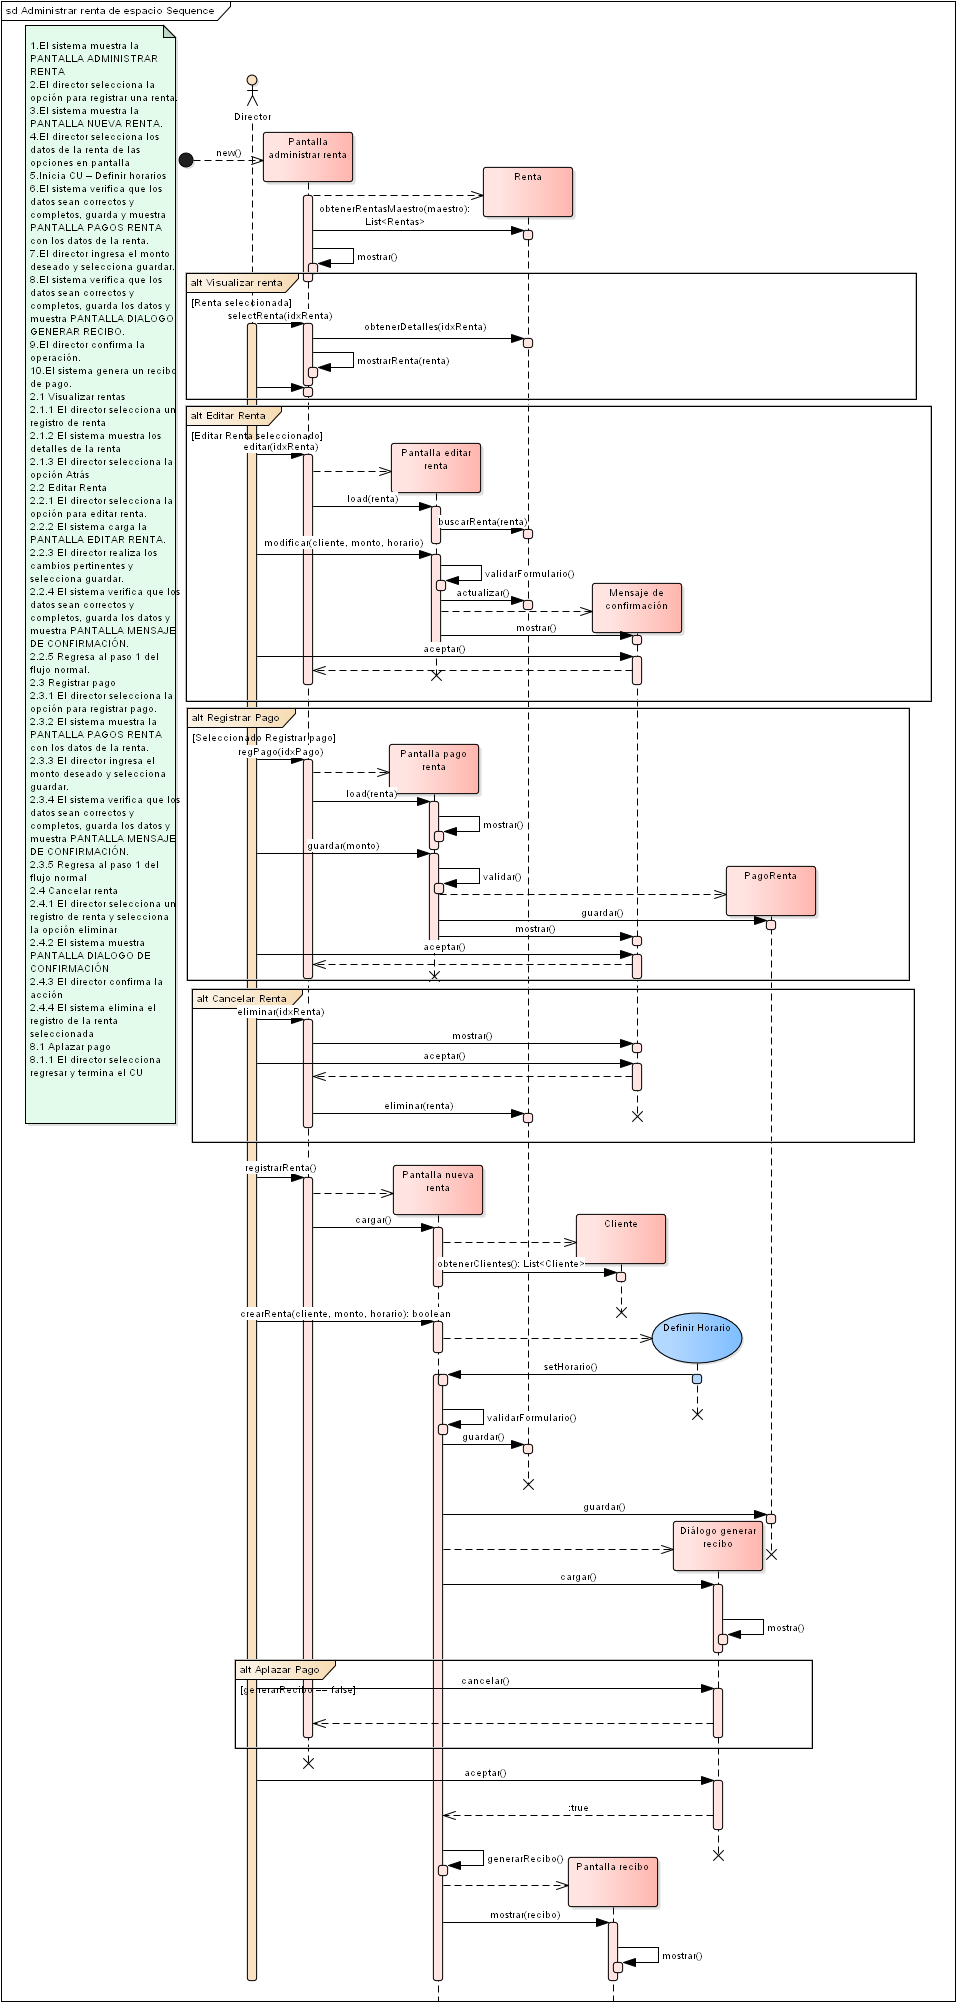 sd Administrar renta de espacio Sequence
1.El sistema muestra la
PANTALLA ADMINISTRAR
RENTA
2.El director selecciona la
opción para registrar una renta.
3.El sistema muestra la
PANTALLA NUEVA RENTA.
4.El director selecciona los
datos de la renta de las
opciones en pantalla
5.Inicia CU – Definir horarios
6.El sistema verifica que los
datos sean correctos y
completos, guarda y muestra
PANTALLA PAGOS RENTA
con los datos de la renta.
7.El director ingresa el monto
deseado y selecciona guardar.
8.El sistema verifica que los
datos sean correctos y
completos, guarda los datos y
muestra PANTALLA DIALOGO
GENERAR RECIBO.
9.El director confirma la
operación.
10.El sistema genera un recibo
de pago.
2.1 Visualizar rentas
2.1.1 El director selecciona un
registro de renta
2.1.2 El sistema muestra los
detalles de la renta
2.1.3 El director selecciona la
opción Atrás
2.2 Editar Renta
2.2.1 El director selecciona la
opción para editar renta.
2.2.2 El sistema carga la
PANTALLA EDITAR RENTA.
2.2.3 El director realiza los
cambios pertinentes y
selecciona guardar.
2.2.4 El sistema verifica que los
datos sean correctos y
completos, guarda los datos y
muestra PANTALLA MENSAJE
DE CONFIRMACIÓN.
2.2.5 Regresa al paso 1 del
flujo normal.
2.3 Registrar pago
2.3.1 El director selecciona la
opción para registrar pago.
2.3.2 El sistema muestra la
PANTALLA PAGOS RENTA
con los datos de la renta.
2.3.3 El director ingresa el
monto deseado y selecciona
guardar.
2.3.4 El sistema verifica que los
datos sean correctos y
completos, guarda los datos y
muestra PANTALLA MENSAJE
DE CONFIRMACIÓN.
2.3.5 Regresa al paso 1 del
flujo normal
2.4 Cancelar renta
2.4.1 El director selecciona un
registro de renta y selecciona
la opción eliminar
2.4.2 El sistema muestra
PANTALLA DIALOGO DE
CONFIRMACIÓN
2.4.3 El director confirma la
acción
2.4.4 El sistema elimina el
registro de la renta
seleccionada
8.1 Aplazar pago
8.1.1 El director selecciona
regresar y termina el CU
Director
new()
Pantalla
administrar renta
Renta
obtenerRentasMaestro(maestro):
List<Rentas>
mostrar()
alt Visualizar renta
[Renta seleccionada]
selectRenta(idxRenta)
obtenerDetalles(idxRenta)
mostrarRenta(renta)
alt Editar Renta
[Editar Renta seleccionado]
editar(idxRenta)
Pantalla editar
renta
load(renta)
buscarRenta(renta)
modificar(cliente, monto, horario)
validarFormulario()
actualizar()
Mensaje de
confirmación
mostrar()
aceptar()
alt Registrar Pago
[Seleccionado Registrar pago]
regPago(idxPago)
Pantalla pago
renta
load(renta)
mostrar()
guardar(monto)
validar()
PagoRenta
guardar()
mostrar()
aceptar()
alt Cancelar Renta
eliminar(idxRenta)
mostrar()
aceptar()
eliminar(renta)
registrarRenta()
Pantalla nueva
renta
cargar()
Cliente
obtenerClientes(): List<Cliente>
crearRenta(cliente, monto, horario): boolean
Definir Horario
setHorario()
validarFormulario()
guardar()
guardar()
Diálogo generar
recibo
cargar()
mostra()
alt Aplazar Pago
[generarRecibo == false]
cancelar()
aceptar()
:true
generarRecibo()
Pantalla recibo
mostrar(recibo)
mostrar()